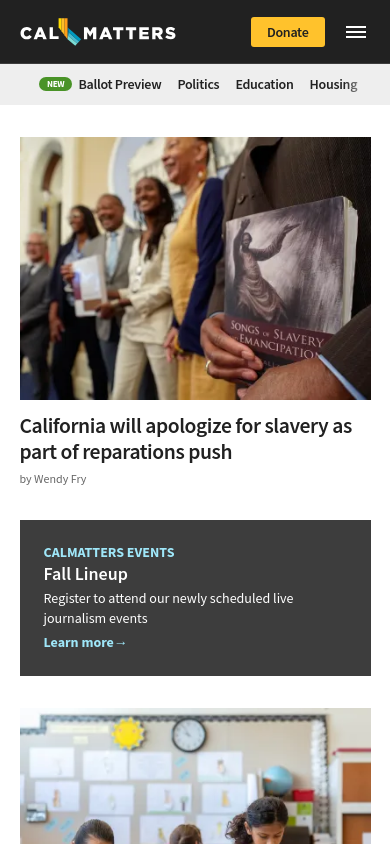 CALMATTERS
Donate
NEW
Ballot Preview Politics Education Housing
SONGS OF SLAVERY
EMANCIPATION
California will apologize for slavery as
part of reparations push
by Wendy Fry
CALMATTERS EVENTS
Fall Lineup
Register to attend our newly scheduled live
journalism events
Learn more→